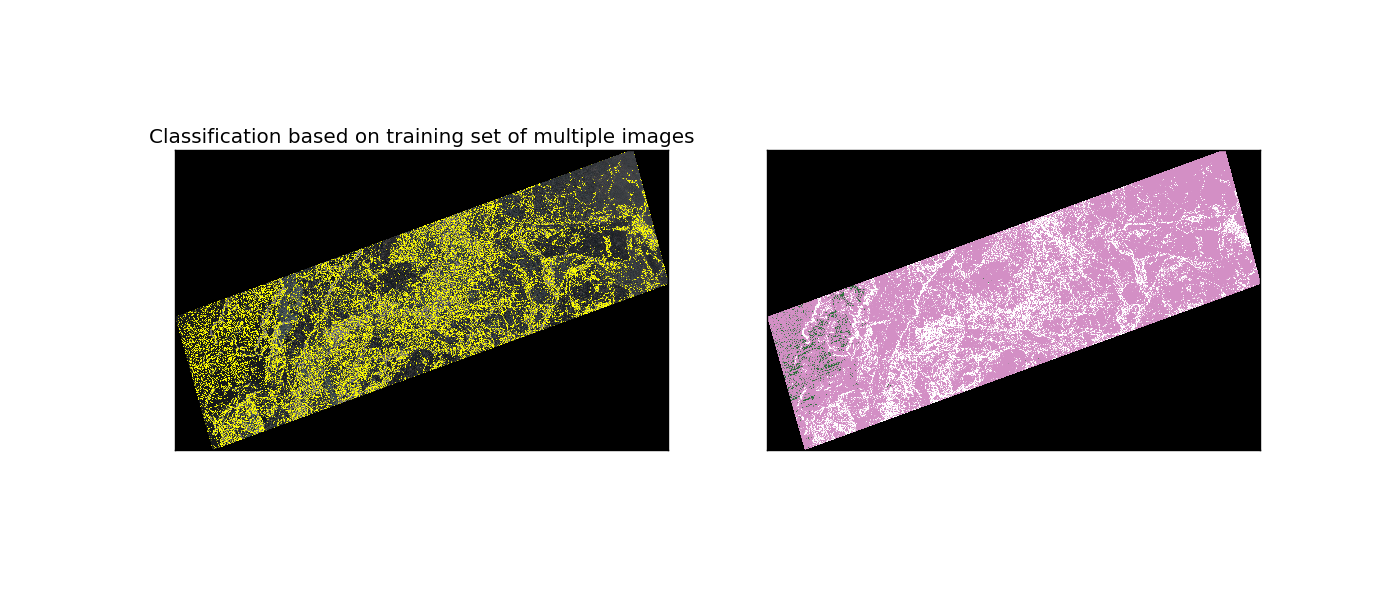 Classification based on training set of multiple images